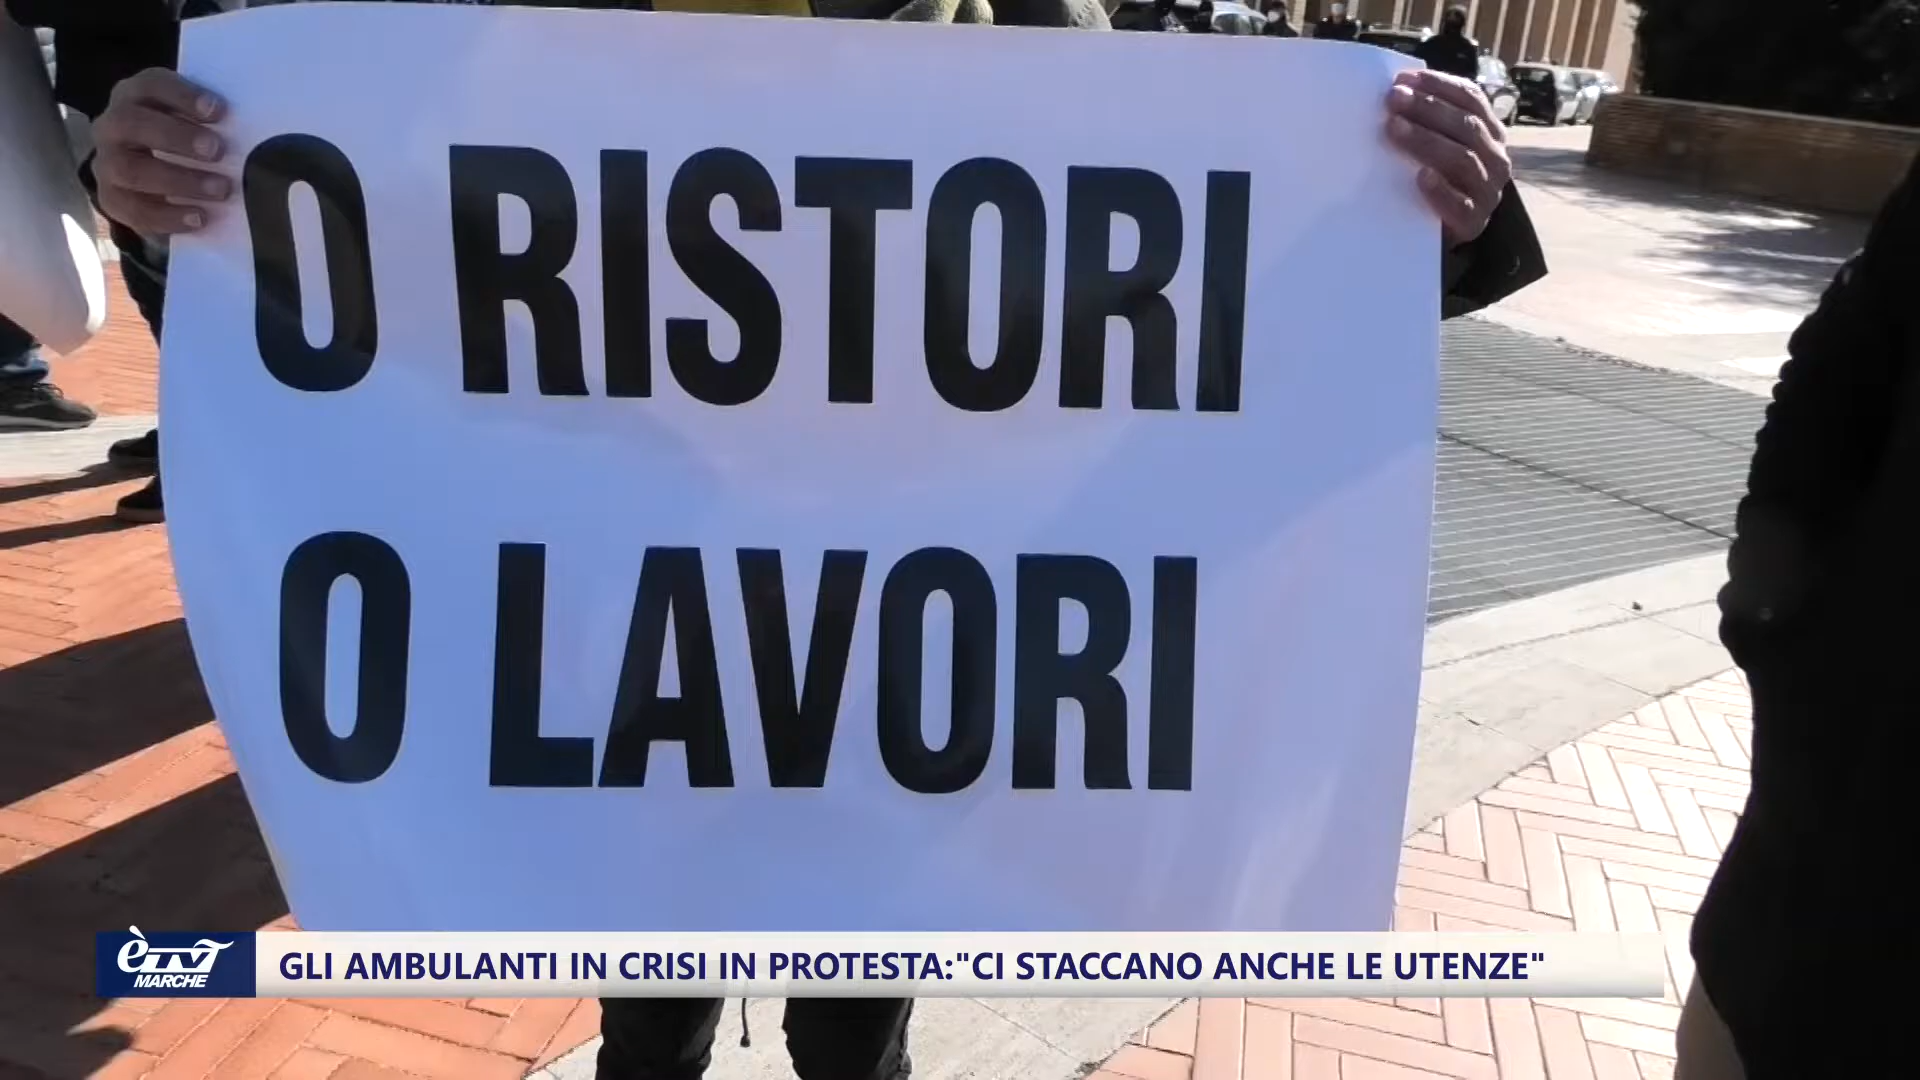 O RISTORI
O LAVORI
èTV
MARCHE
GLI AMBULANTI IN CRISI IN PROTESTA:"CI STACCANO ANCHE LE UTENZE"